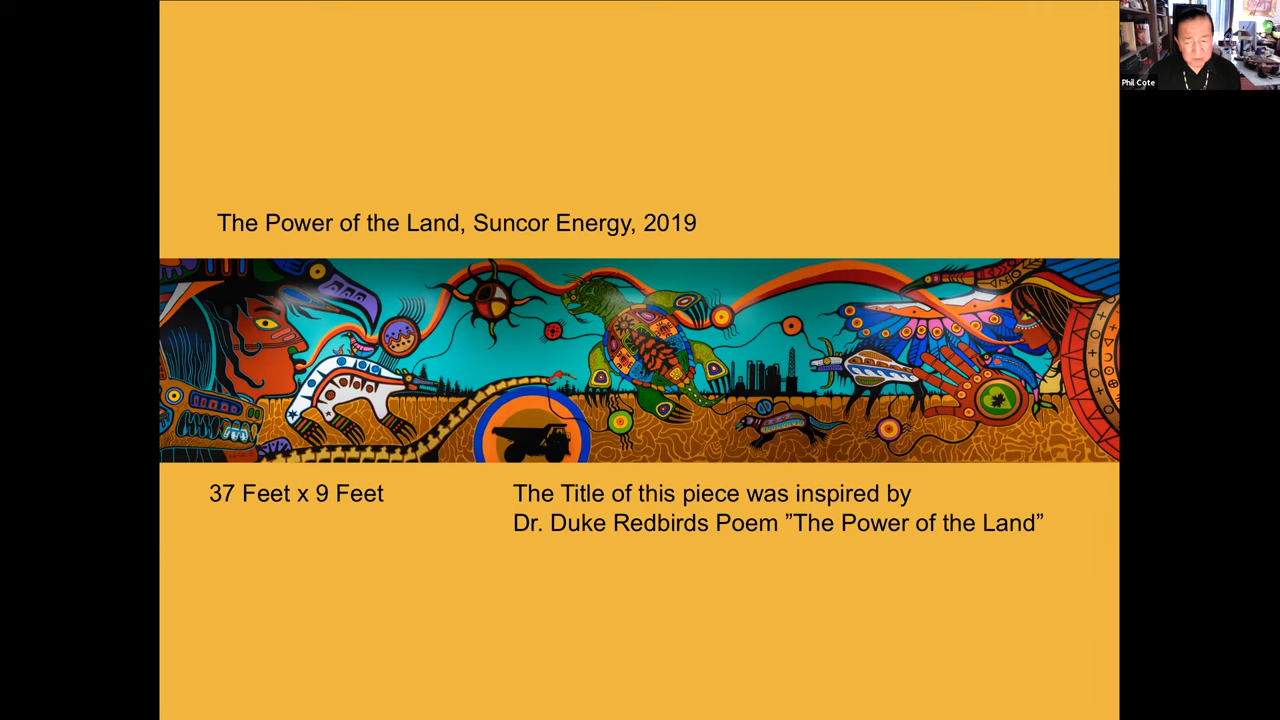 Phil Cote
The Power of the Land, Suncor Energy, 2019
37 Feet x 9 Feet
The Title of this piece was inspired by
Dr. Duke Redbirds Poem ”The Power of the Land”